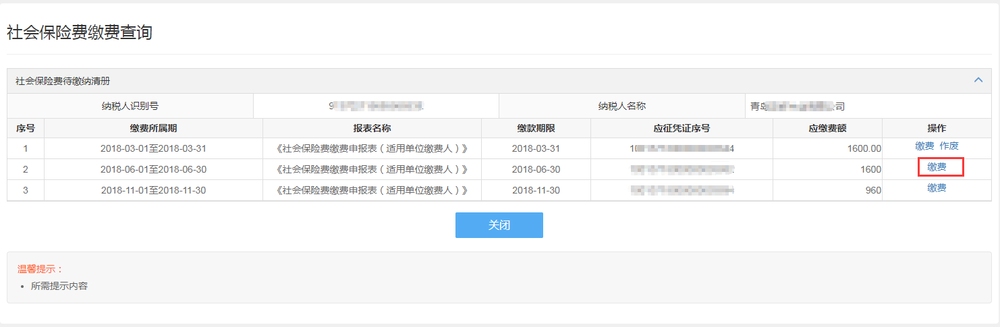 社会保险费缴费查询
社会保险费待缴纳清册
纳税人识别号 9 纳税人名称 青岛 公司
序号 缴费所属期 报表名称 缴款期限 应征凭证序号 应缴费额 操作
1 2018-03-01至2018-03-31 《社会保险费缴费申报表（适用单位缴费人）》 2018-03-31 10 4 1600.00 缴费 作废
2 2018-06-01至2018-06-30 《社会保险费缴费申报表（适用单位缴费人）》 2018-06-30 1600 缴费
3 2018-11-01至2018-11-30 《社会保险费缴费申报表（适用单位缴费人）》 2018-11-30 960 缴费
关闭
温馨提示：
• 所需提示内容